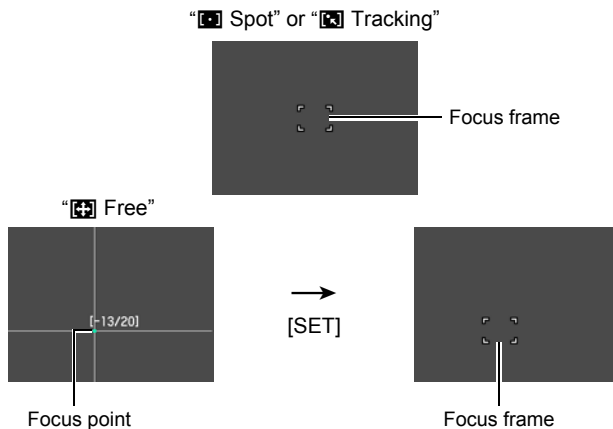 “[•] Spot” or “[↖] Tracking”
Focus frame
“[✥] Free”
[-13/20]
[SET]
Focus point
Focus frame